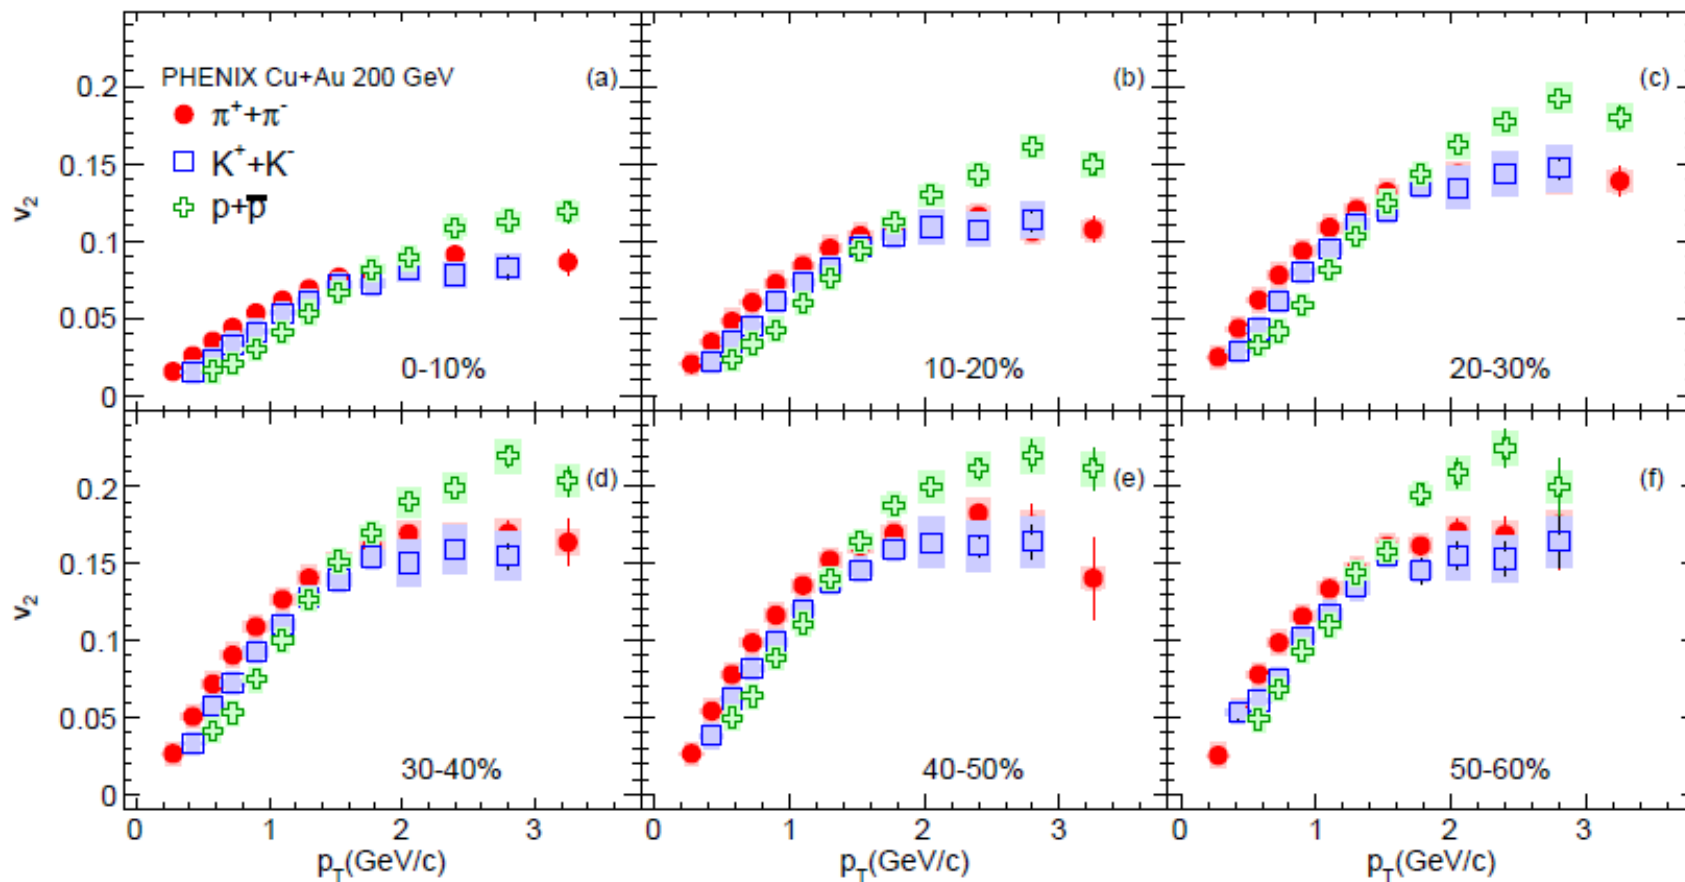 PHENIX Cu+Au 200 GeV
π⁺+π⁻
K⁺+K⁻
p+p̅
(a)
(b)
(c)
0.2
0.15
0.1
0.05
0
v₂
0-10%
10-20%
20-30%
(d)
(e)
(f)
0.2
0.15
0.1
0.05
0
v₂
30-40%
40-50%
50-60%
0 1 2 3 0 1 2 3 0 1 2 3
p_T(GeV/c) p_T(GeV/c) p_T(GeV/c)